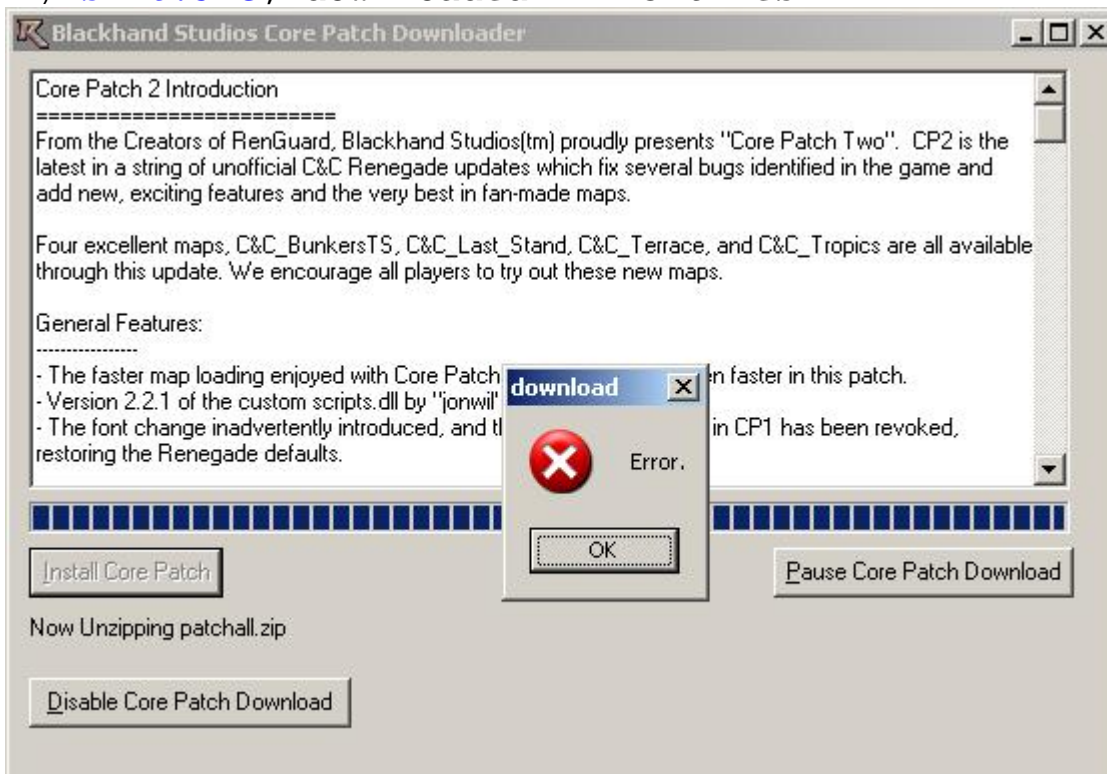 Blackhand Studios Core Patch Downloader
Core Patch 2 Introduction
==========================
From the Creators of RenGuard, Blackhand Studios(tm) proudly presents "Core Patch Two". CP2 is the
latest in a string of unofficial C&C Renegade updates which fix several bugs identified in the game and
add new, exciting features and the very best in fan-made maps.
Four excellent maps, C&C_BunkersTS, C&C_Last_Stand, C&C_Terrace, and C&C_Tropics are all available
through this update. We encourage all players to try out these new maps.
General Features:
----------------
- The faster map loading enjoyed with Core Patch
n faster in this patch.
- Version 2.2.1 of the custom scripts.dll by "jonwil"
- The font change inadvertently introduced, and t
in CP1 has been revoked,
restoring the Renegade defaults.
download
Error.
OK
Install Core Patch
Pause Core Patch Download
Now Unzipping patchall.zip
Disable Core Patch Download